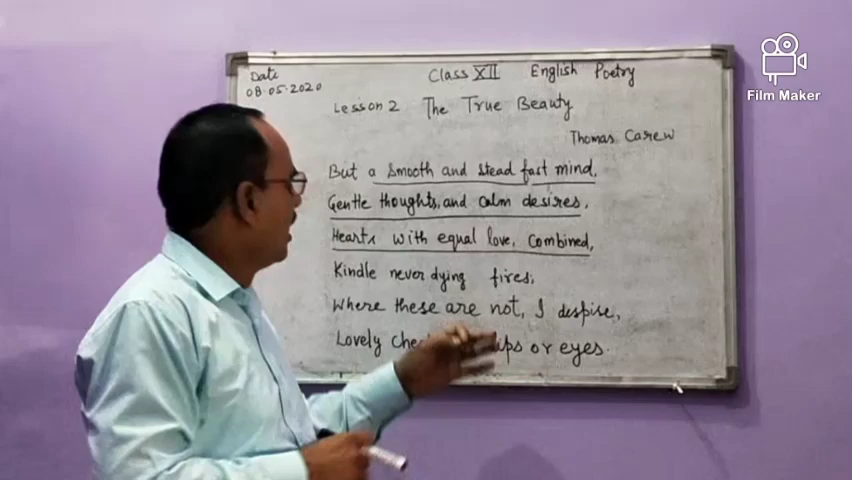 Date
08.05.2020
Class XII English Poetry
Lesson 2 The True Beauty
Thomas Carew
But a smooth and stead fast mind,
Gentle thoughts, and calm desires,
Hearts with equal love, combined,
Kindle never dying fires,
Where these are not, I despise,
Lovely or eyes.
Film Maker